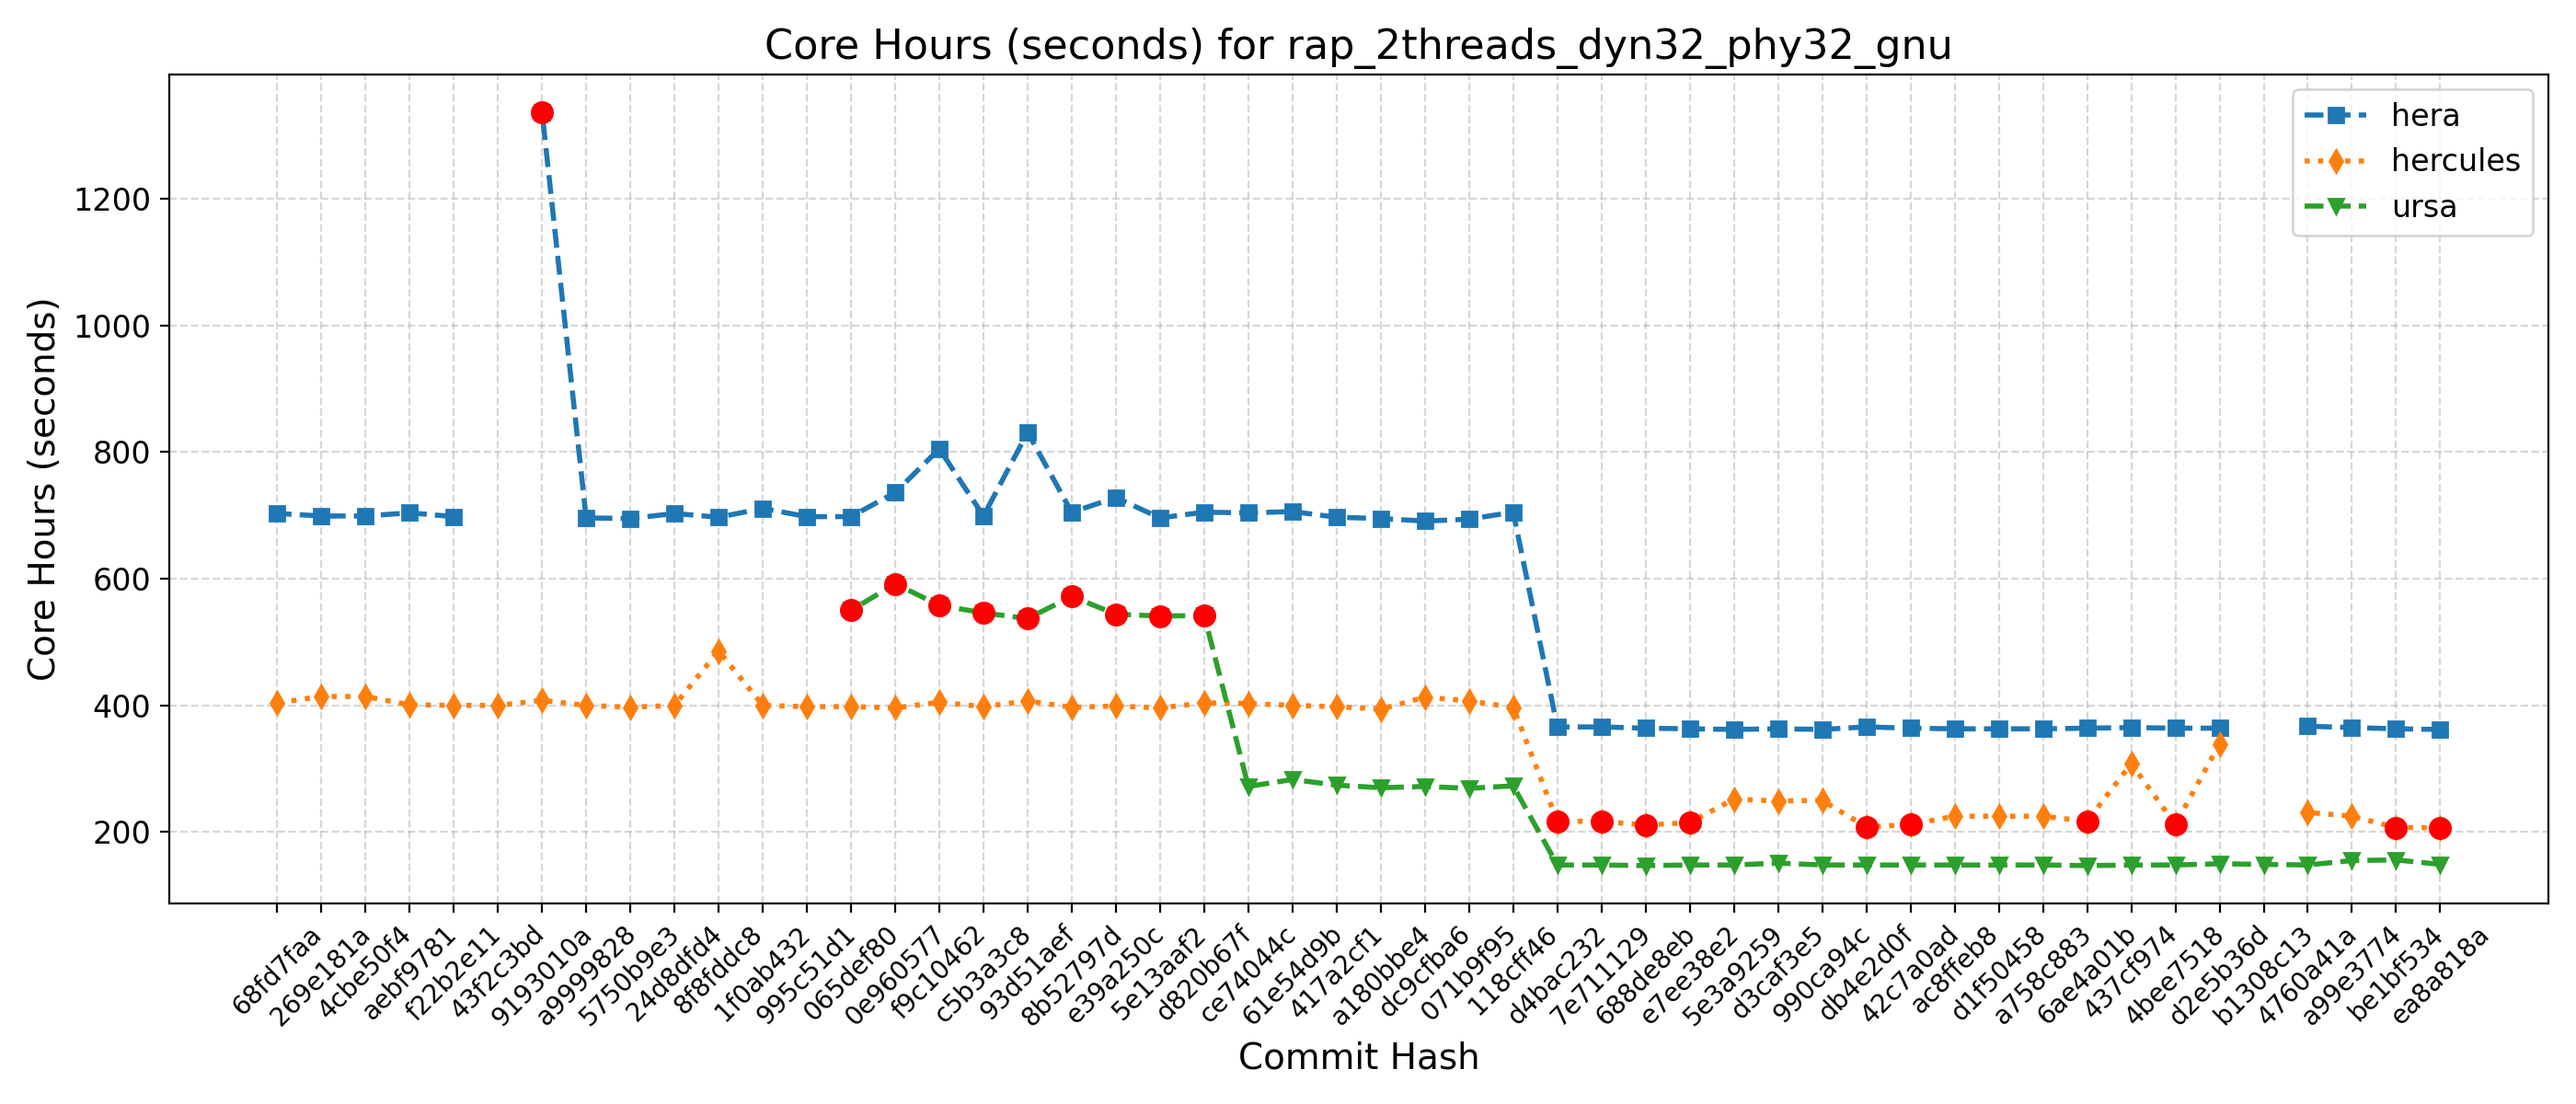 Core Hours (seconds) for rap_2threads_dyn32_phy32_gnu
Core Hours (seconds)
1200
1000
800
600
400
200
hera
hercules
ursa
68fd7faa
269e181a
4cbe50f4
aebf9781
f22b2e11
43f2c3bd
9193010a
a9999828
5750b9e3
24d8dfd4
8f8fddc8
1f0ab432
995c51d1
065def80
0e960577
f9c10462
c5b3a3c8
93d51aef
8b52797d
e39a250c
5e13aaf2
d820b67f
ce74044c
61e54d9b
417a2cf1
a180bbe4
dc9cfba6
071b9f95
118cff46
d4bac232
7e711129
688de8eb
e7ee38e2
5e3a9259
d3caf3e5
990ca94c
db4e2d0f
42c7a0ad
ac8ffeb8
d1f50458
a758c883
6ae4a01b
437cf974
4bee7518
d2e5b36d
b1308c13
4760a41a
a99e3774
be1bf534
ea8a818a
Commit Hash